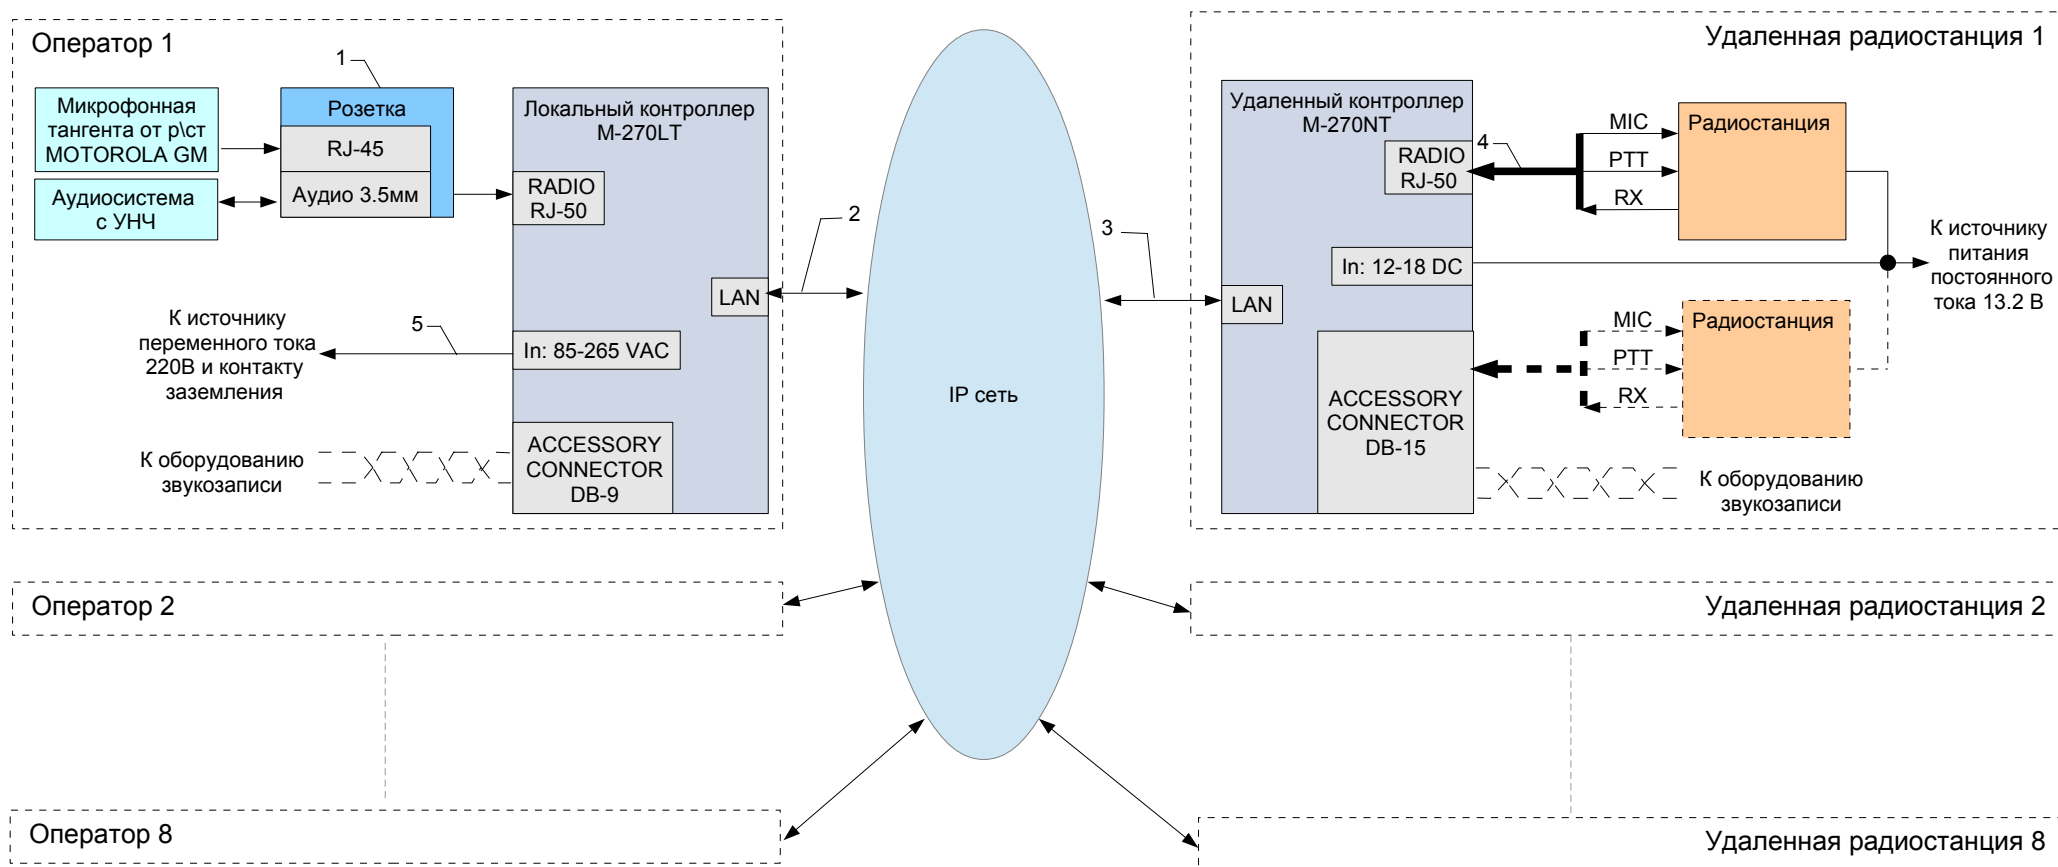 Оператор 1
1
Микрофонная
тангента от р\ст
MOTOROLA GM
Аудиосистема
с УНЧ
Розетка
RJ-45
Аудио 3.5мм
Локальный контроллер
M-270LT
RADIO
RJ-50
LAN
2
К источнику
переменного тока
220В и контакту
заземления
5
In: 85-265 VAC
К оборудованию
звукозаписи
ACCESSORY
CONNECTOR
DB-9
IP сеть
Удаленная радиостанция 1
Удаленный контроллер
M-270NT
RADIO
RJ-50
4
MIC
PTT
RX
Радиостанция
3
LAN
In: 12-18 DC
К источнику
питания
постоянного
тока 13.2 В
ACCESSORY
CONNECTOR
DB-15
MIC
PTT
RX
Радиостанция
К оборудованию
звукозаписи
Оператор 2
Удаленная радиостанция 2
Оператор 8
Удаленная радиостанция 8